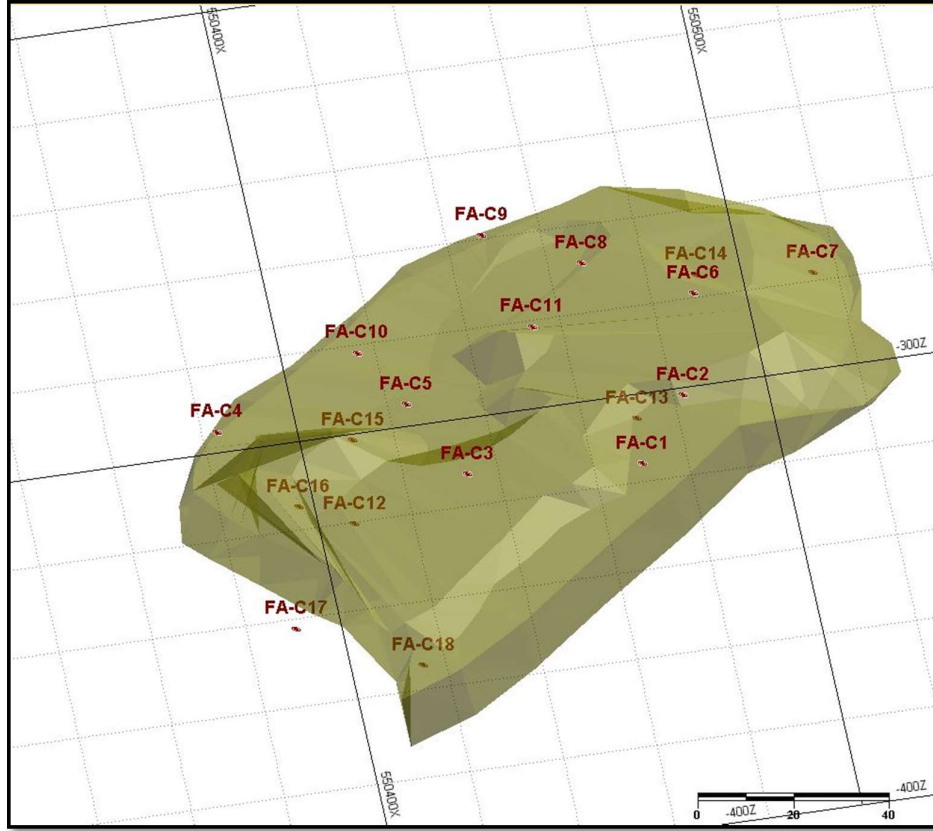 550400X
550500X
FA-C9
FA-C8
FA-C14
FA-C7
FA-C6
FA-C11
FA-C10
-300Z
FA-C2
FA-C5
FA-C13
FA-C4
FA-C15
FA-C1
FA-C3
FA-C16
FA-C12
FA-C17
FA-C18
550400X
-400Z
-400Z
0 20 40